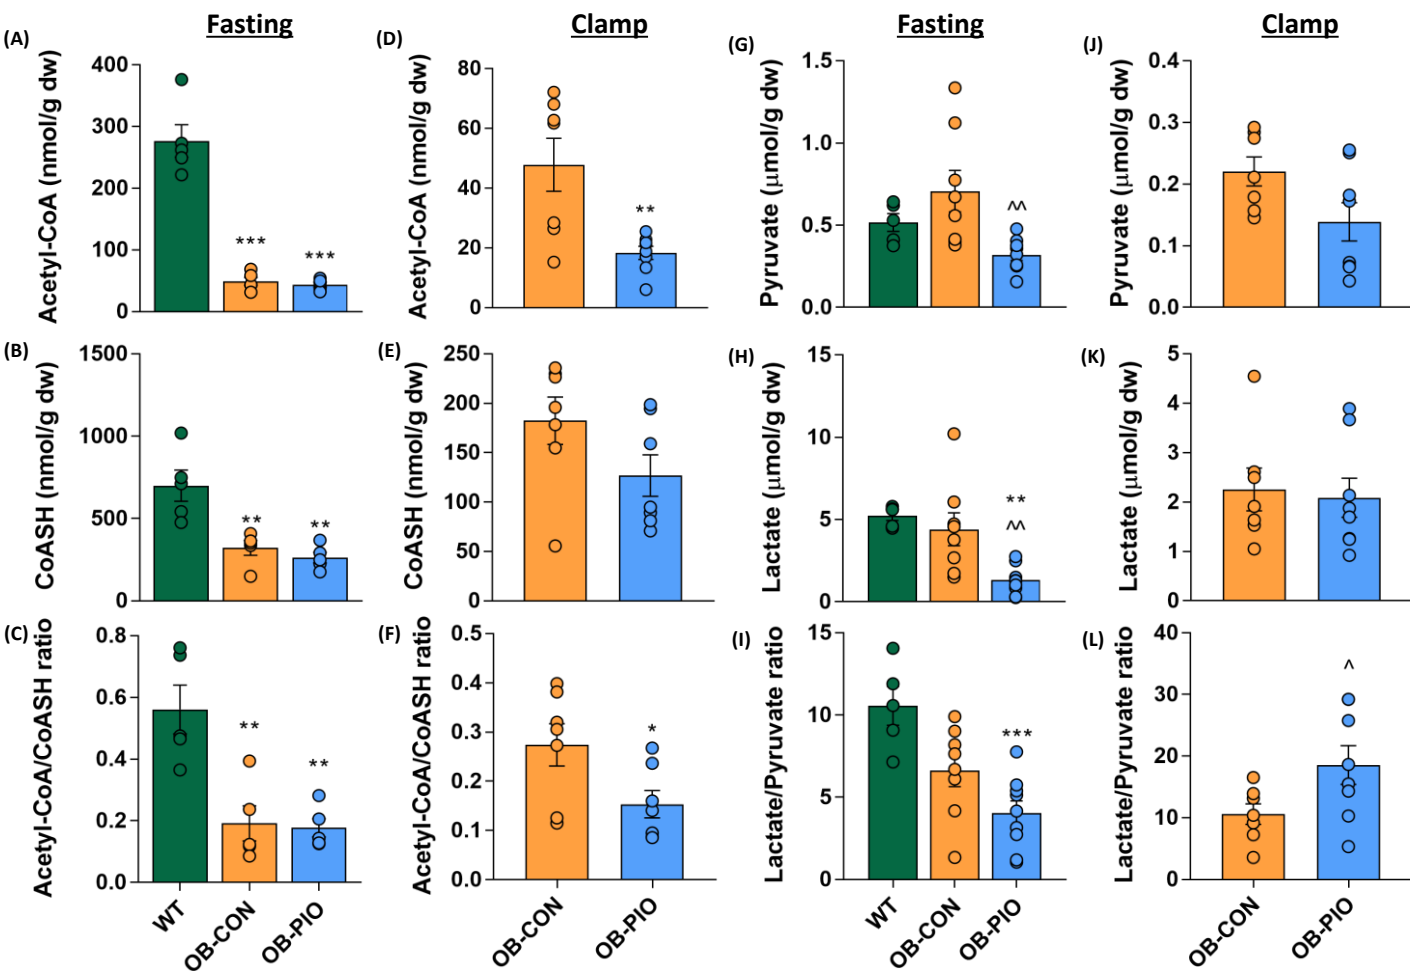 Fasting
Clamp
Fasting
Clamp
(A)
Acetyl-CoA (nmol/g dw)
400
300
200
100
0
***
***
(D)
Acetyl-CoA (nmol/g dw)
80
60
40
20
0
**
(G)
Pyruvate (μmol/g dw)
1.5
1.0
0.5
0.0
^^
(J)
Pyruvate (μmol/g dw)
0.4
0.3
0.2
0.1
0.0
(B)
CoASH (nmol/g dw)
1500
1000
500
0
**
**
(E)
CoASH (nmol/g dw)
250
200
150
100
50
0
(H)
Lactate (μmol/g dw)
15
10
5
0
**
^^
(K)
Lactate (μmol/g dw)
5
4
3
2
1
0
(C)
Acetyl-CoA/CoASH ratio
0.8
0.6
0.4
0.2
0.0
**
**
WT
OB-CON
OB-PIO
(F)
Acetyl-CoA/CoASH ratio
0.5
0.4
0.3
0.2
0.1
0.0
*
OB-CON
OB-PIO
(I)
Lactate/Pyruvate ratio
15
10
5
0
***
WT
OB-CON
OB-PIO
(L)
Lactate/Pyruvate ratio
40
30
20
10
0
^
OB-CON
OB-PIO